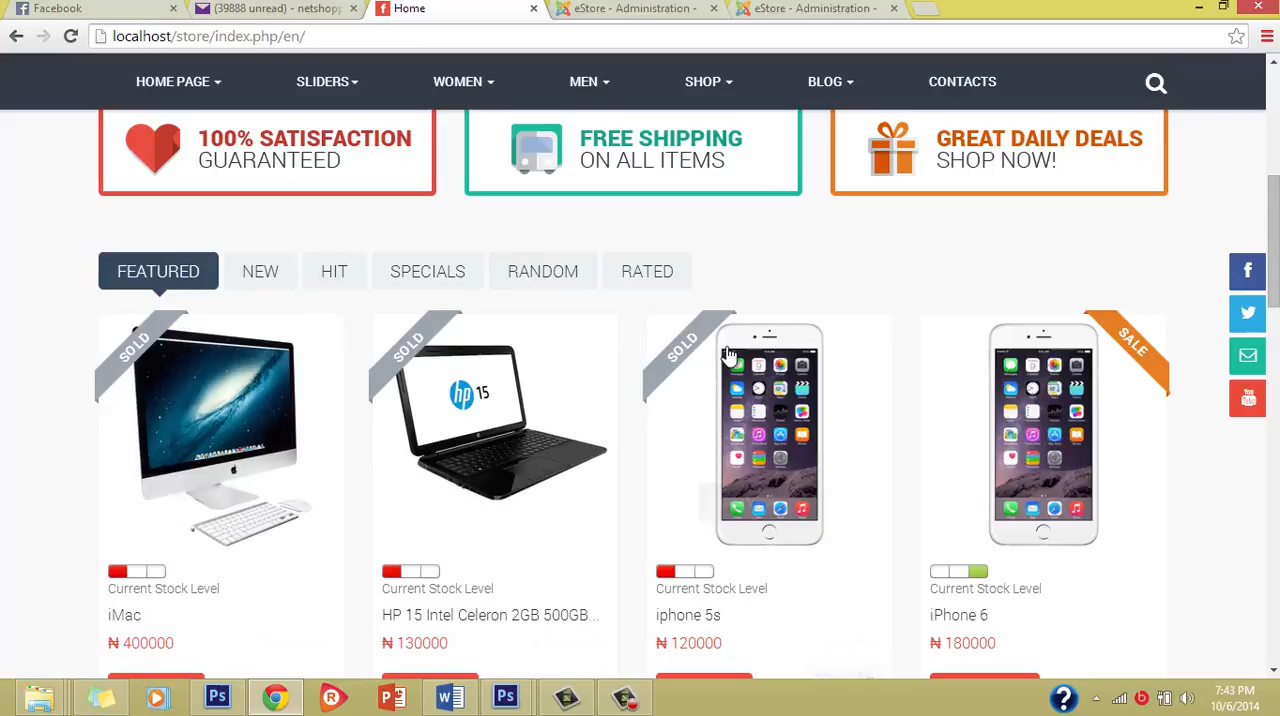 Facebook
(39888 unread) - netshopp
Home
eStore - Administration -
eStore - Administration -
localhost/store/index.php/en/
HOME PAGE
SLIDERS
WOMEN
MEN
SHOP
BLOG
CONTACTS
100% SATISFACTION
GUARANTEED
FREE SHIPPING
ON ALL ITEMS
GREAT DAILY DEALS
SHOP NOW!
FEATURED
NEW
HIT
SPECIALS
RANDOM
RATED
SOLD
SOLD
SOLD
SALE
hp 15
Current Stock Level
Current Stock Level
Current Stock Level
Current Stock Level
iMac
HP 15 Intel Celeron 2GB 500GB...
iphone 5s
iPhone 6
₦ 400000
₦ 130000
₦ 120000
₦ 180000
7:43 PM
10/6/2014